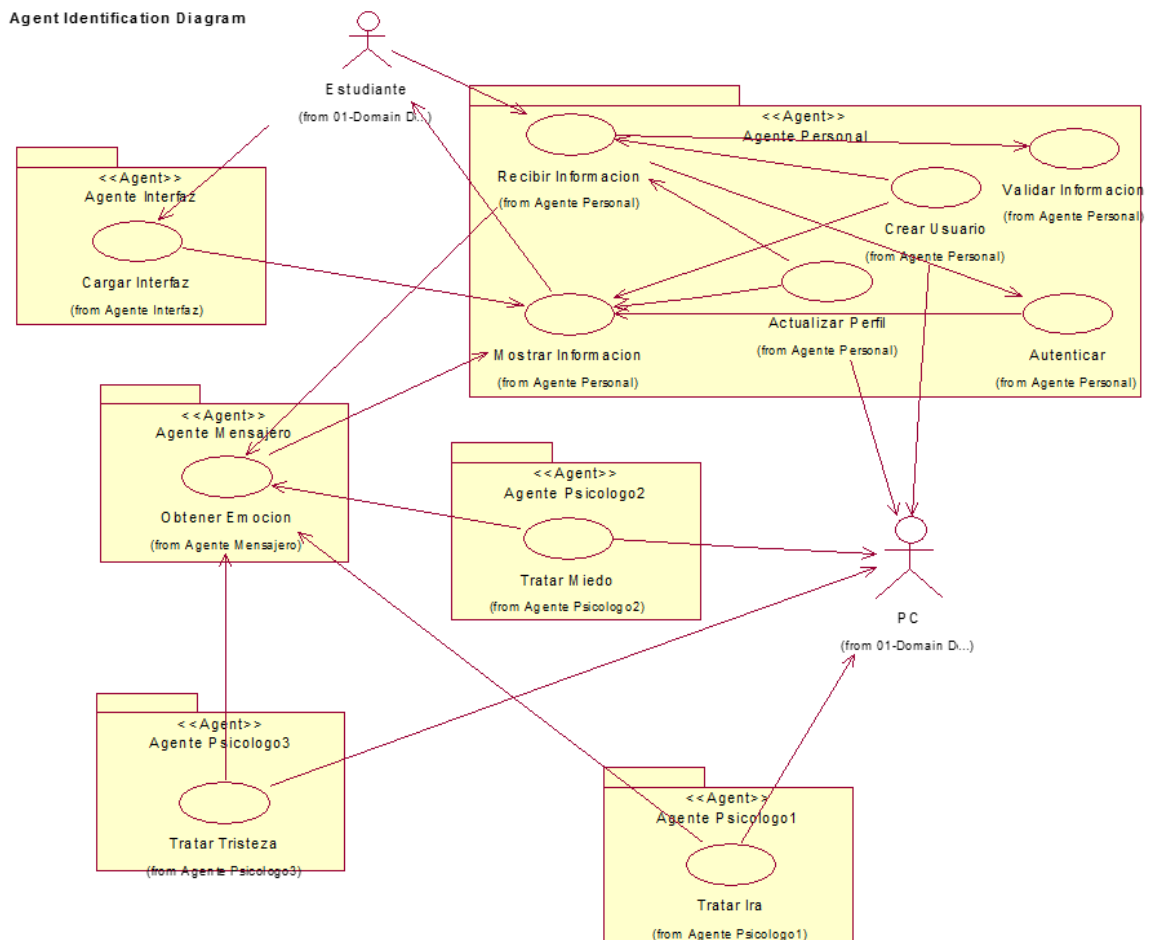 Agent Identification Diagram
Estudiante
(from 01-Domain D...)
<<Agent>>
Agente Personal
Recibir Informacion
(from Agente Personal)
Validar Informacion
(from Agente Personal)
Crear Usuario
(from Agente Personal)
Actualizar Perfil
(from Agente Personal)
Mostrar Informacion
(from Agente Personal)
Autenticar
(from Agente Personal)
<<Agent>>
Agente Interfaz
Cargar Interfaz
(from Agente Interfaz)
<<Agent>>
Agente Mensajero
Obtener Emocion
(from Agente Mensajero)
<<Agent>>
Agente Psicologo2
Tratar Miedo
(from Agente Psicologo2)
PC
(from 01-Domain D...)
<<Agent>>
Agente Psicologo3
Tratar Tristeza
(from Agente Psicologo3)
<<Agent>>
Agente Psicologo1
Tratar Ira
(from Agente Psicologo1)